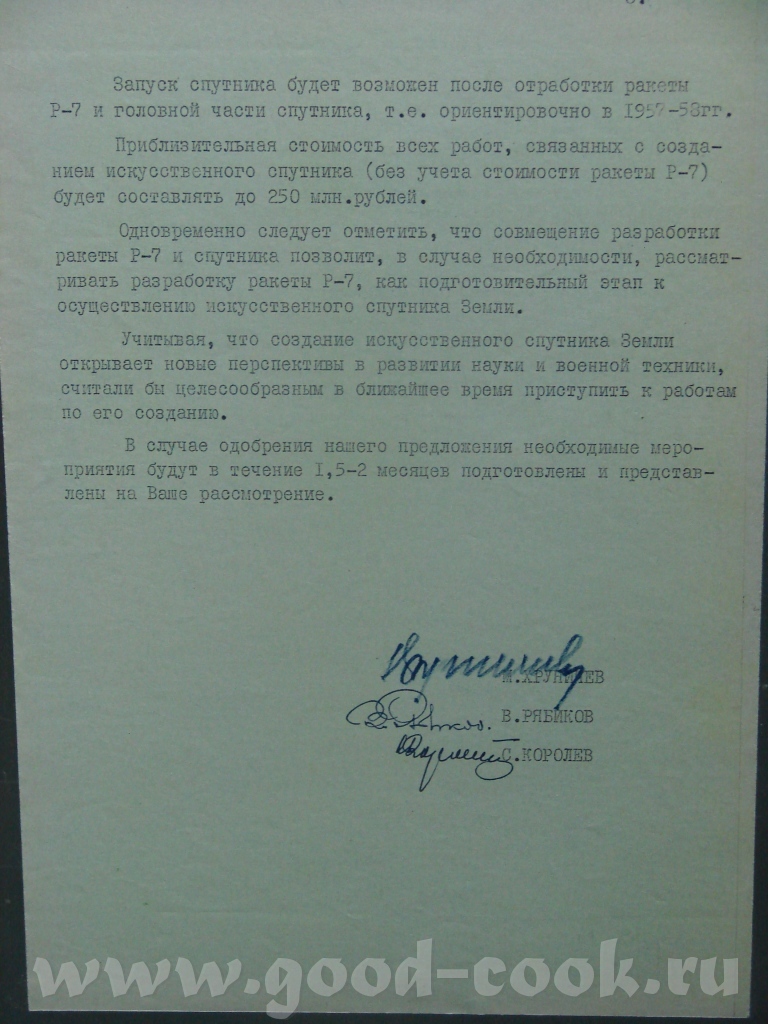 Запуск спутника будет возможен после отработки ракеты
Р-7 и головной части спутника, т.е. ориентировочно в 1957-58гг.
Приблизительная стоимость всех работ, связанных с созда-
нием искусственного спутника (без учета стоимости ракеты Р-7)
будет составлять до 250 млн.рублей.
Одновременно следует отметить, что совмещение разработки
ракеты Р-7 и спутника позволит, в случае необходимости, рассмат-
ривать разработку ракеты Р-7, как подготовительный этап к
осуществлению искусственного спутника Земли.
Учитывая, что создание искусственного спутника Земли
открывает новые перспективы в развитии науки и военной техники,
считали бы целесообразным в ближайшее время приступить к работам
по его созданию.
В случае одобрения нашего предложения необходимые меро-
приятия будут в течение 1,5-2 месяцев подготовлены и представ-
лены на Ваше рассмотрение.
М.ХРУНИЧЕВ
В.РЯБИКОВ
С.КОРОЛЕВ
www.good-cook.ru